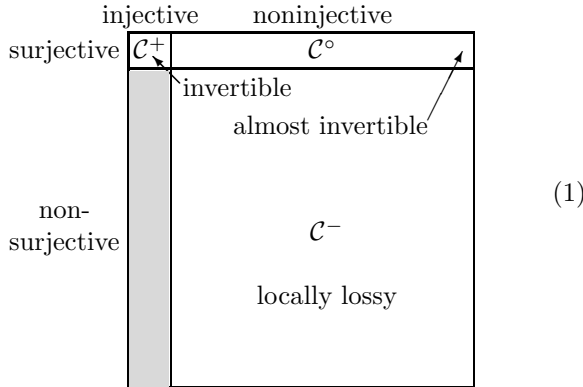 injective noninjective
surjective C⁺ C°
invertible
almost invertible
(1)
non-
surjective
C⁻
locally lossy